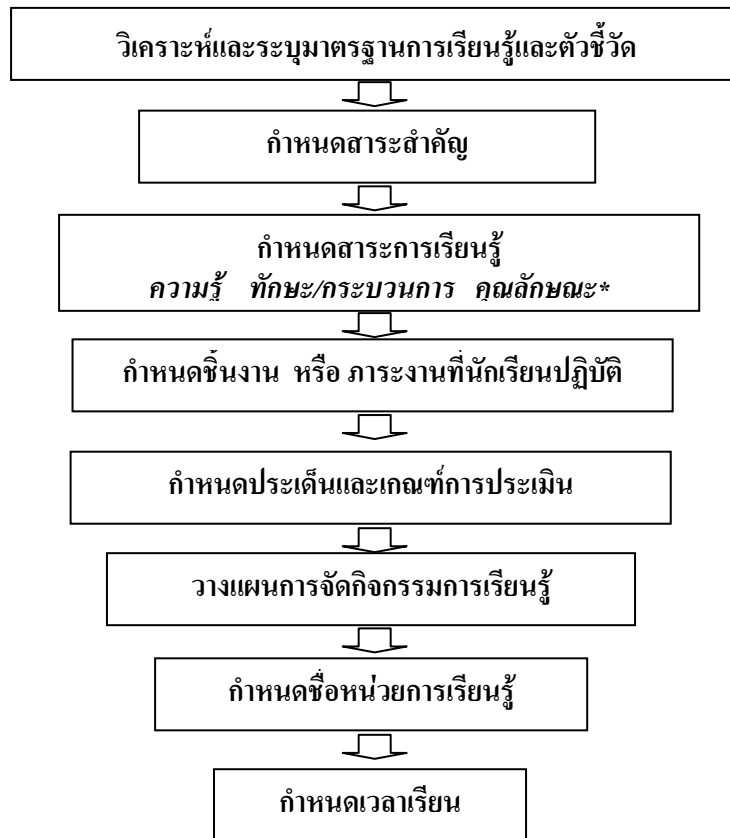 วิเคราะห์และระบุมาตรฐานการเรียนรู้และตัวชี้วัด
กำหนดสาระสำคัญ
กำหนดสาระการเรียนรู้
ความรู้ ทักษะ/กระบวนการ คุณลักษณะ*
กำหนดชิ้นงาน หรือ ภาระงานที่นักเรียนปฏิบัติ
กำหนดประเด็นและเกณฑ์การประเมิน
วางแผนการจัดกิจกรรมการเรียนรู้
กำหนดชื่อหน่วยการเรียนรู้
กำหนดเวลาเรียน